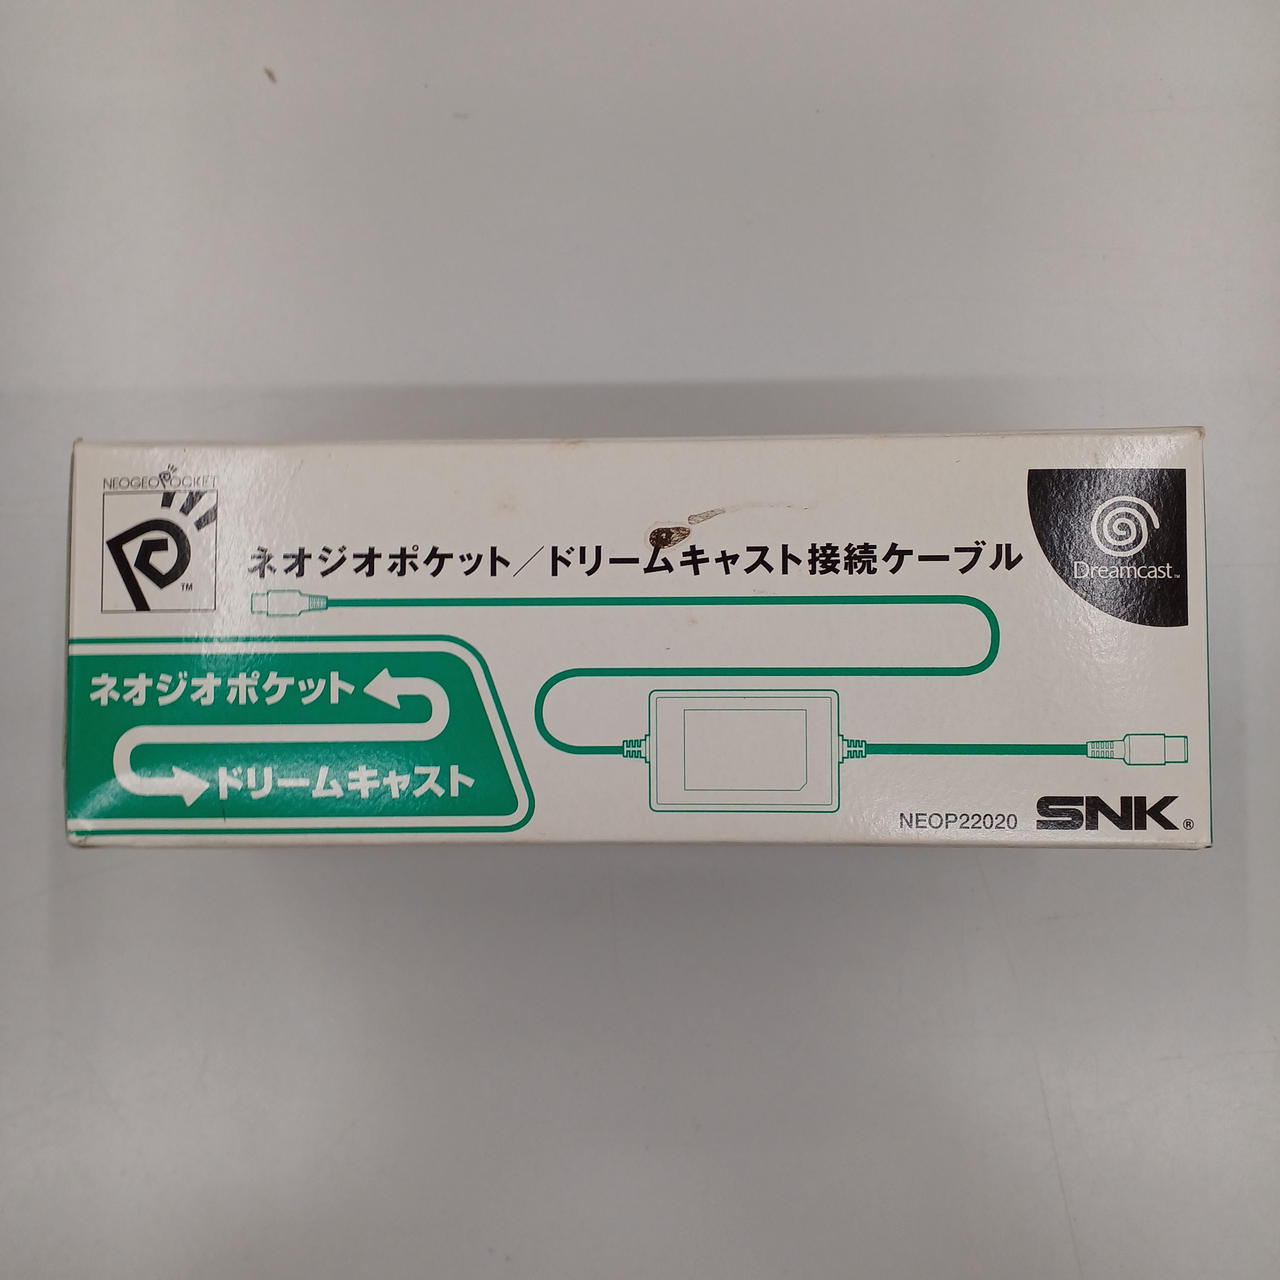 NEOGEO POCKET
TM
ネオジオポケット/ドリームキャスト接続ケーブル
Dreamcast™
ネオジオポケット
ドリームキャスト
NEOP22020
SNK®